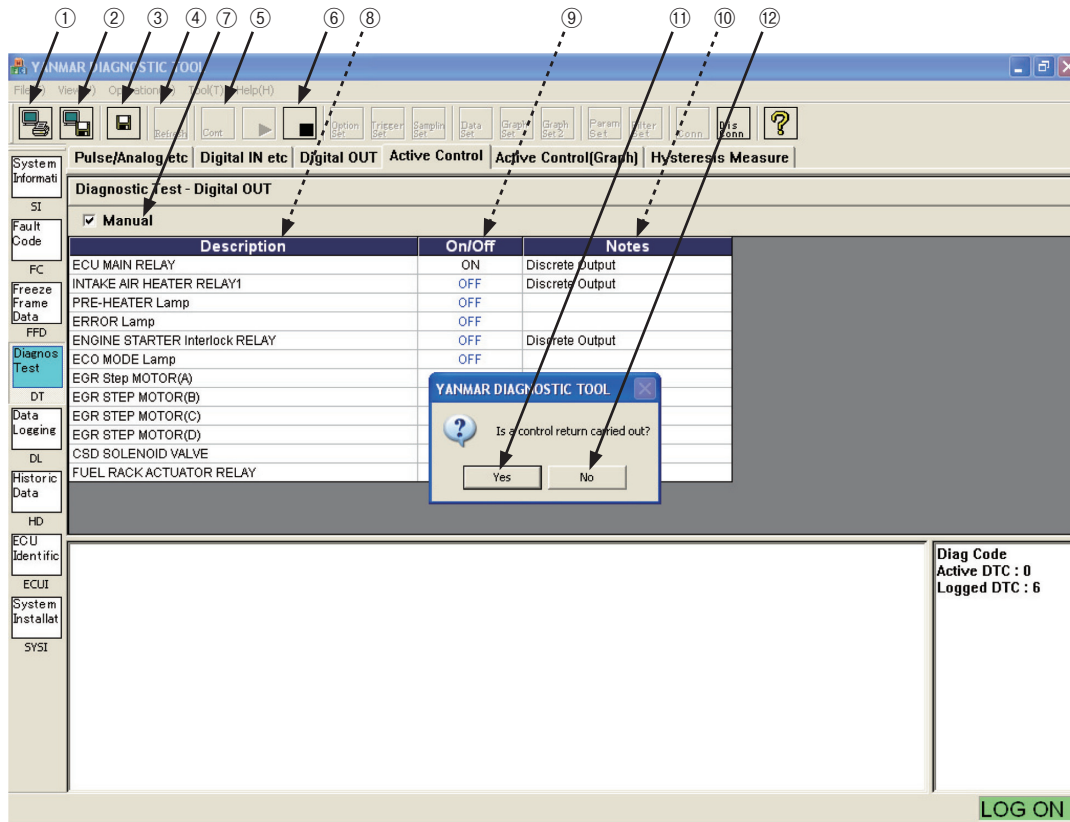 ① ② ③ ④ ⑦ ⑤ ⑥ ⑧ ⑨ ⑪ ⑩ ⑫
YANMAR DIAGNOSTIC TOOL
Tool(T) Help(H)
Refresh Cont Option Set Trigger Set Samplin Set Data Set Graph Set Graph Set2 Param Set Filter Set Conn Dis Conn ?
Pulse/Analog etc Digital IN etc Digital OUT Active Control Active Control(Graph) Hysteresis Measure
System Informati
SI
Fault Code
FC
Freeze Frame Data
FFD
Diagnos Test
DT
Data Logging
DL
Historic Data
HD
ECU Identific
ECUI
System Installat
SYSI
Diagnostic Test - Digital OUT
Manual
Description On/Off Notes
ECU MAIN RELAY ON Discrete Output
INTAKE AIR HEATER RELAY1 OFF Discrete Output
PRE-HEATER Lamp OFF
ERROR Lamp OFF
ENGINE STARTER Interlock RELAY OFF Discrete Output
ECO MODE Lamp OFF
EGR Step MOTOR(A)
EGR STEP MOTOR(B)
EGR STEP MOTOR(C)
EGR STEP MOTOR(D)
CSD SOLENOID VALVE
FUEL RACK ACTUATOR RELAY
YANMAR DIAGNOSTIC TOOL
Is a control return carried out?
Yes No
Diag Code
Active DTC : 0
Logged DTC : 6
LOG ON